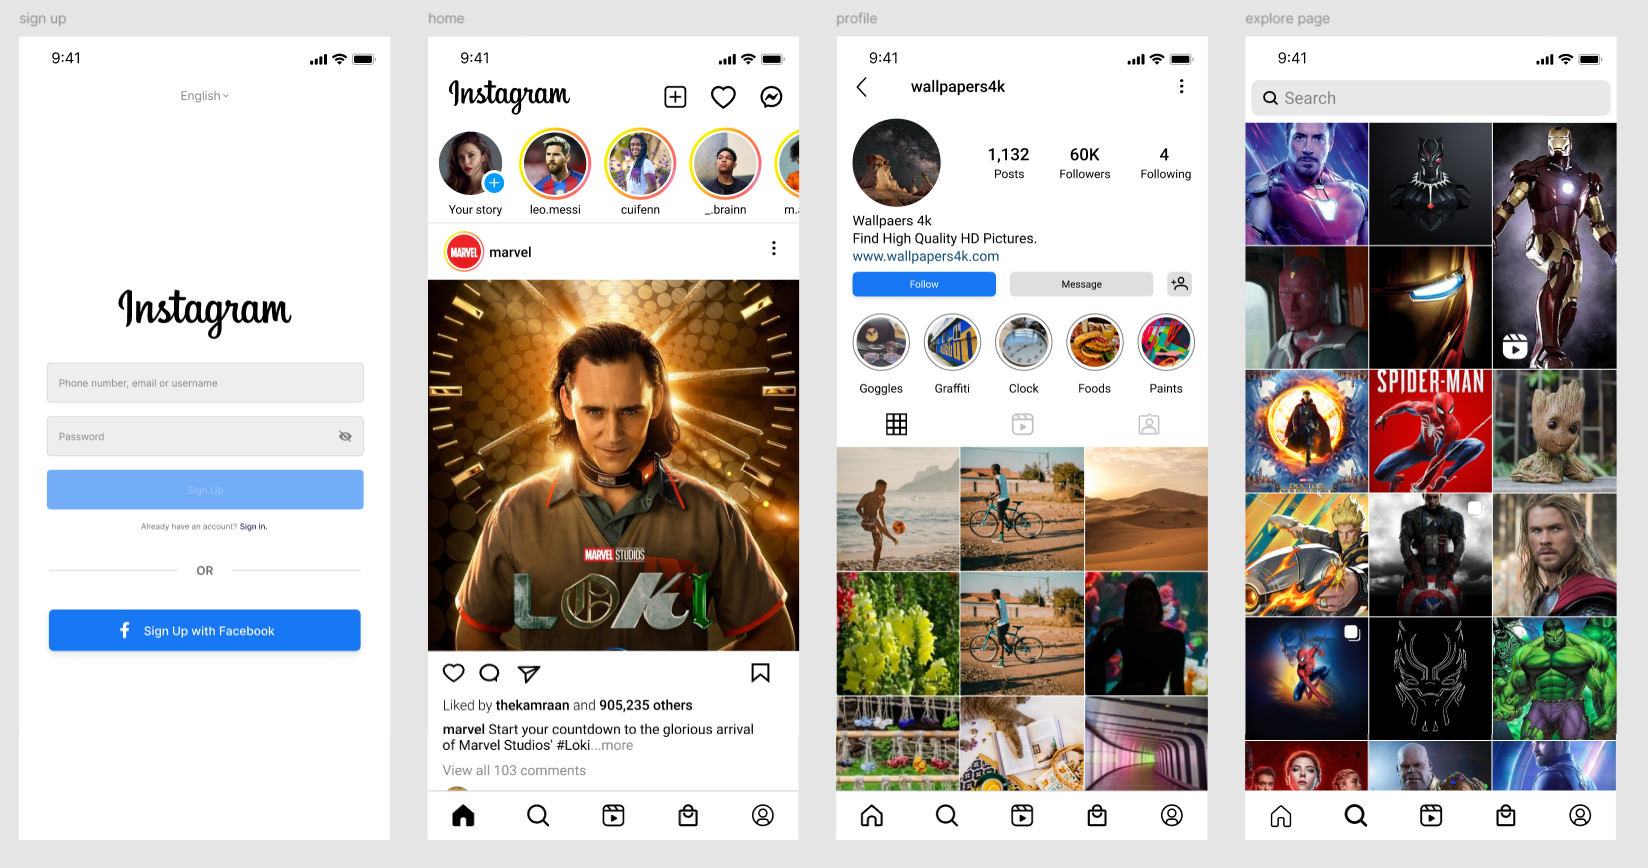 sign up
9:41
English
Instagram
Phone number, email or username
Password
Sign Up
Already have an account? Sign in.
OR
Sign Up with Facebook
home
9:41
Instagram
Your story
leo.messi
cuifenn
_.brainn
MARVEL
marvel
MARVEL STUDIOS
LOKI
Liked by thekamraan and 905,235 others
marvel Start your countdown to the glorious arrival
of Marvel Studios' #Loki...more
View all 103 comments
profile
9:41
wallpapers4k
1,132
60K
4
Posts
Followers
Following
Wallpaers 4k
Find High Quality HD Pictures.
www.wallpapers4k.com
Follow
Message
Goggles
Graffiti
Clock
Foods
Paints
explore page
9:41
Search
SPIDER-MAN
DOCTOR